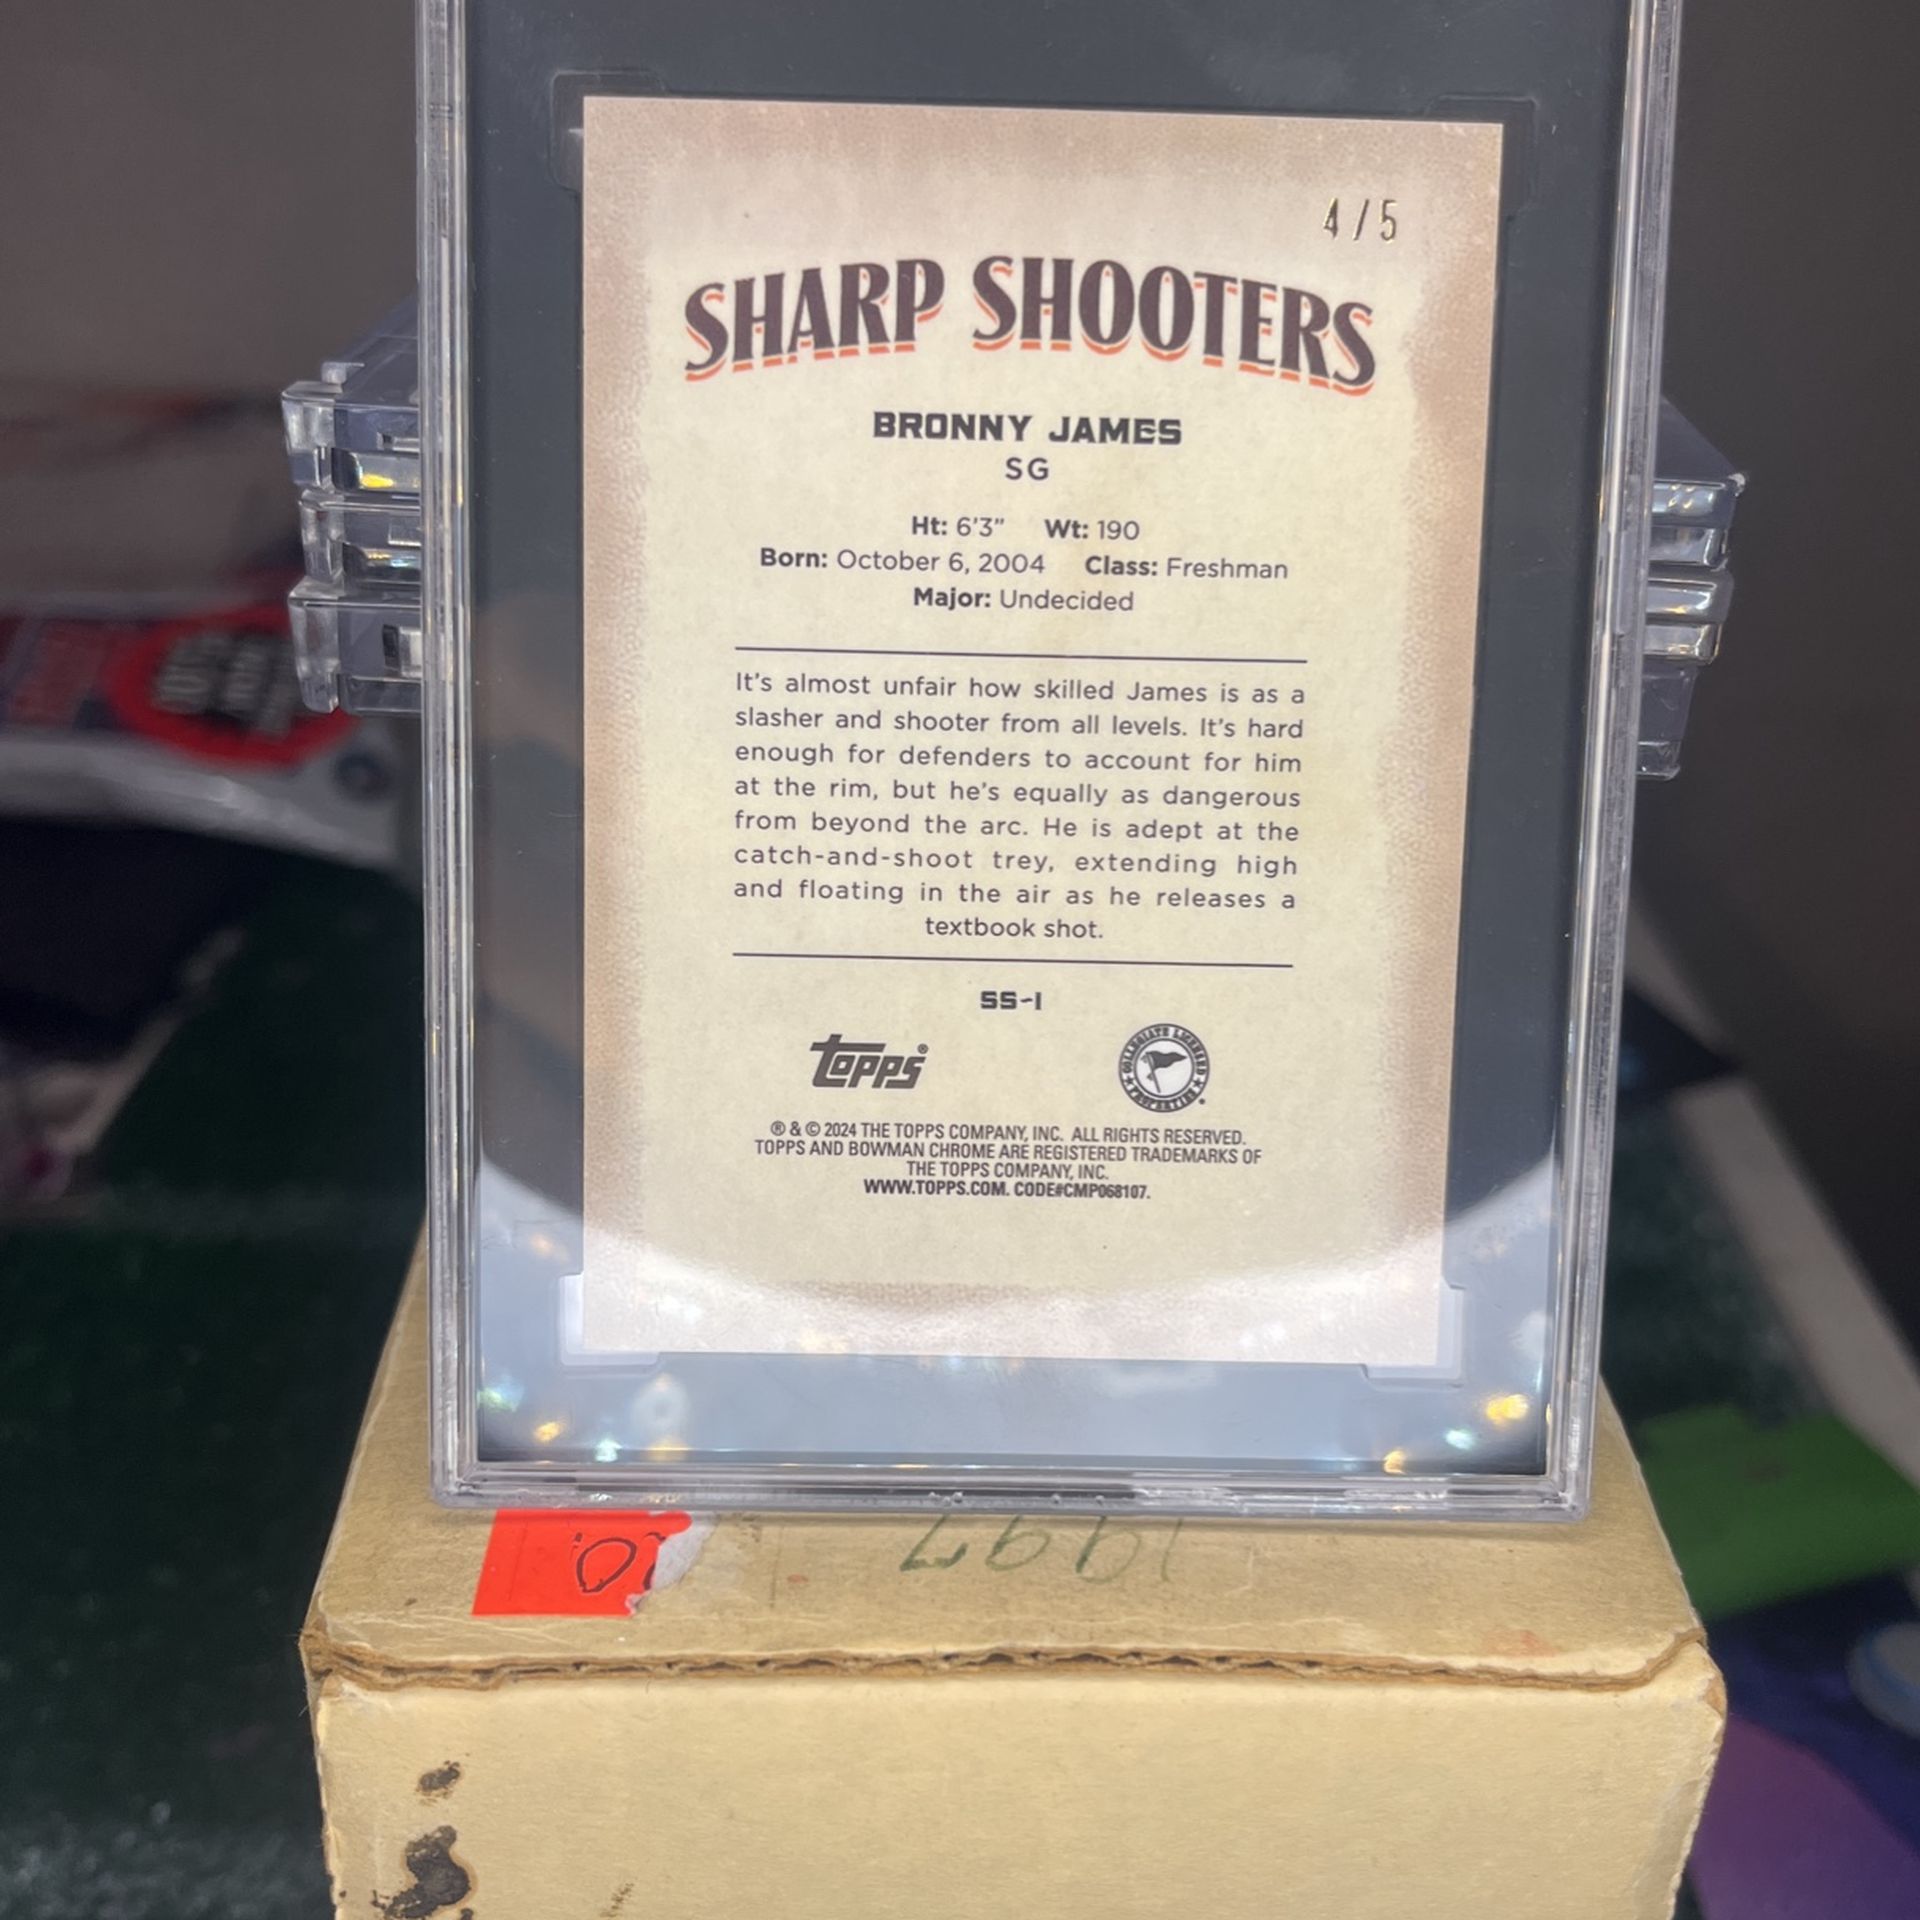 4/5
SHARP SHOOTERS
BRONNY JAMES
SG
Ht: 6'3" Wt: 190
Born: October 6, 2004 Class: Freshman
Major: Undecided
It's almost unfair how skilled James is as a
slasher and shooter from all levels. It's hard
enough for defenders to account for him
at the rim, but he's equally as dangerous
from beyond the arc. He is adept at the
catch-and-shoot trey, extending high
and floating in the air as he releases a
textbook shot.
SS-1
TOPPS®
COLLEGIATE LICENSED
PROPERTIES®
® & © 2024 THE TOPPS COMPANY, INC. ALL RIGHTS RESERVED.
TOPPS AND BOWMAN CHROME ARE REGISTERED TRADEMARKS OF
THE TOPPS COMPANY, INC.
WWW.TOPPS.COM. CODE#CMP068107.
1997